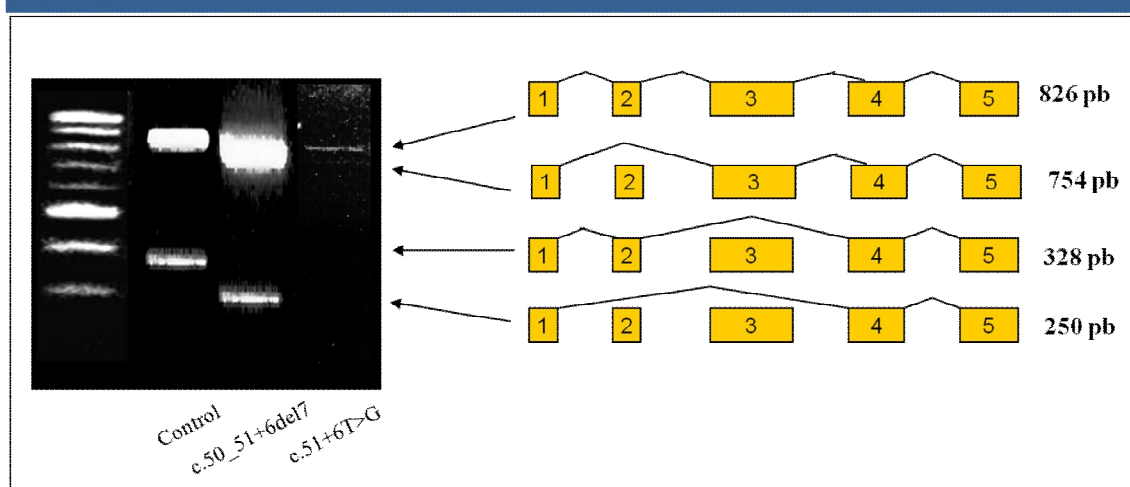 1 2 3 4 5 826 pb
1 2 3 4 5 754 pb
1 2 3 4 5 328 pb
1 2 3 4 5 250 pb
Control
c.50_51+6del7
c.51+6T>G